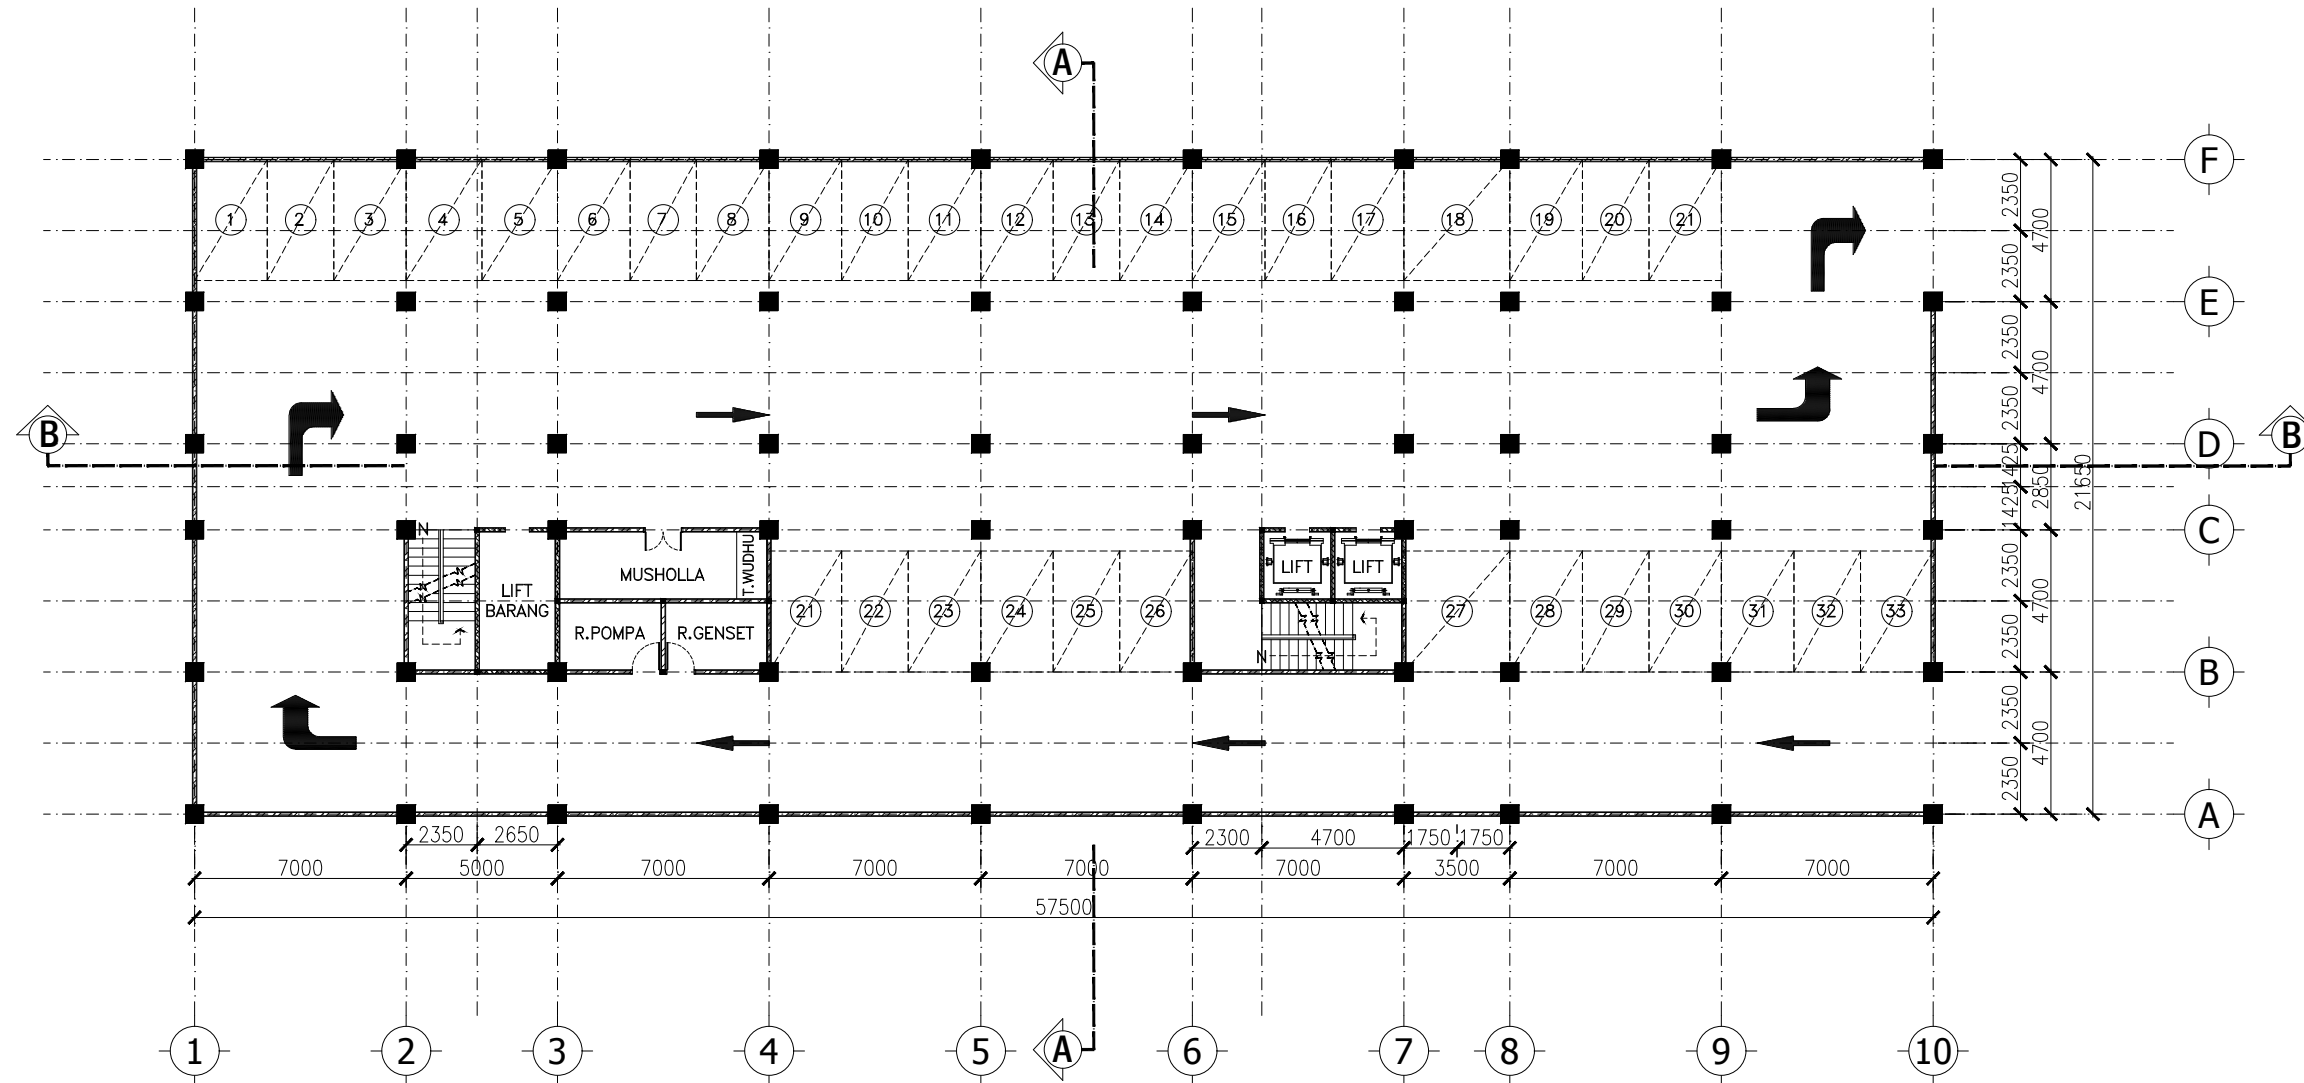 A
F
2350
1 2 3 4 5 6 7 8 9 10 11 12 13 14 15 16 17 18 19 20 21
4700
2350
E
2350
4700
2350
B
D
B
1425
2850
21650
1425
C
N
T.WUDHU
MUSHOLLA
LIFT
LIFT
LIFT
BARANG
2350
4700
21 22 23 24 25 26 27 28 29 30 31 32 33
R.POMPA
R.GENSET
N
2350
B
2350
4700
2350
A
2350 2650 2300 4700 1750 1750
7000 5000 7000 7000 7000 7000 3500 7000 7000
57500
1 2 3 4 5 A 6 7 8 9 10